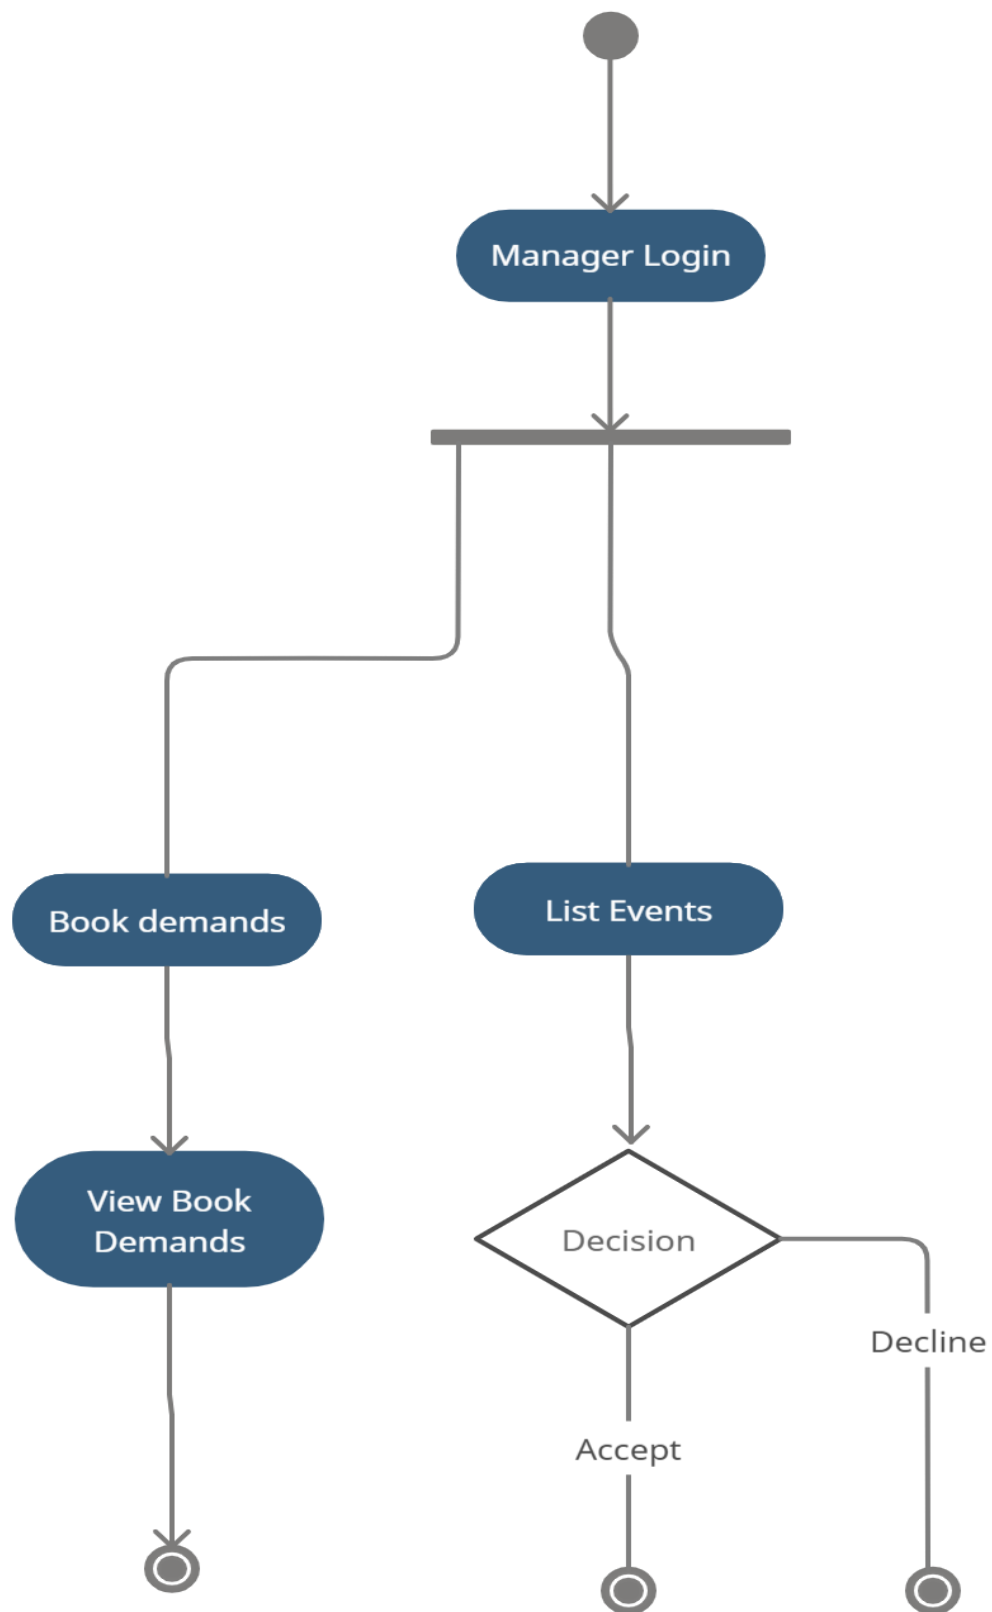 Manager Login
Book demands
List Events
View Book
Demands
Decision
Decline
Accept